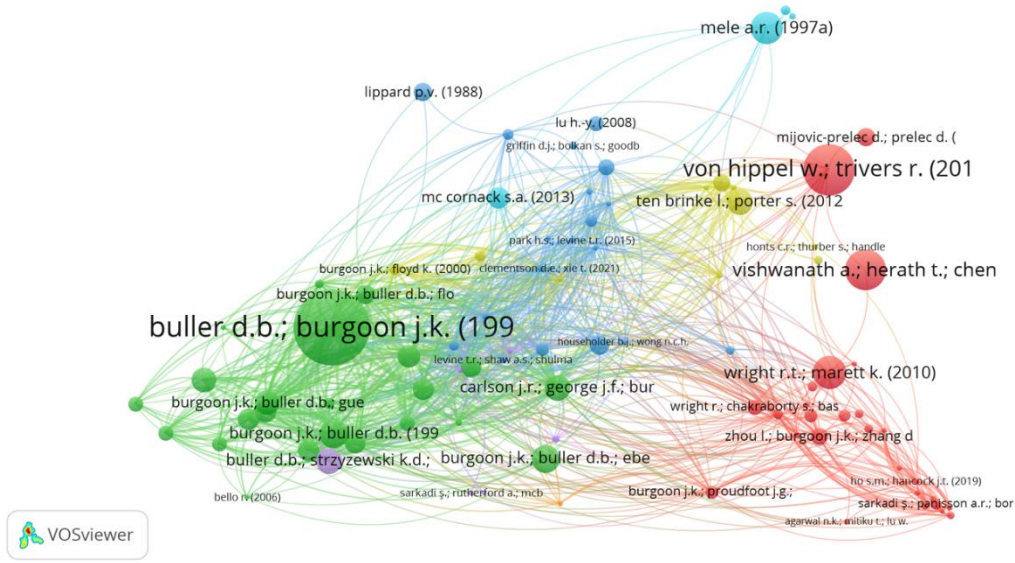 mele a.r. (1997a)
lippard p.v. (1988)
lu h.-y. (2008)
mijovic-prelec d.; prelec d. (
griffin d.j.; bolkan s.; goodb
von hippel w.; trivers r. (201
mc cornack s.a. (2013)
ten brinke l.; porter s. (2012
park h.s.; levine t.r. (2015)
honts c.r.; thurber s.; handle
burgoon j.k.; floyd k. (2000)
clementson d.e.; xie t. (2021)
vishwanath a.; herath t.; chen
burgoon j.k.; buller d.b.; flo
buller d.b.; burgoon j.k. (199
householder b.j.; wong n.c.h.
levine t.r.; shaw a.s.; shulma
wright r.t.; marett k. (2010)
carlson j.r.; george j.f.; bur
burgoon j.k.; buller d.b.; gue
wright r.; chakraborty s.; bas
burgoon j.k.; buller d.b. (199
zhou l.; burgoon j.k.; zhang d
buller d.b.; strzyzewski k.d.;
burgoon j.k.; buller d.b.; ebe
ho s.m.; hancock j.t. (2019)
bello r. (2006)
sarkadi ş.; rutherford a.; mcb
burgoon j.k.; proudfoot j.g.;
sarkadi ş.; panisson a.r.; bor
agarwal n.k.; mitiku t.; lu w.
VOSviewer